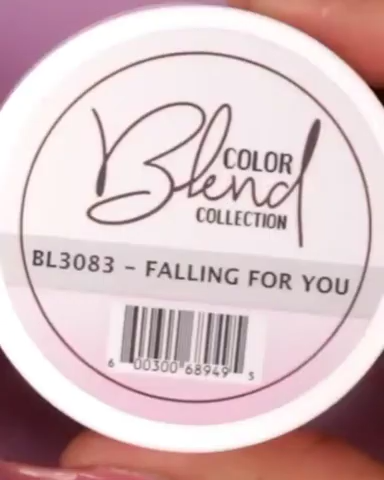 COLOR
Blend
COLLECTION
BL3083 - FALLING FOR YOU
6 00300 68949 5